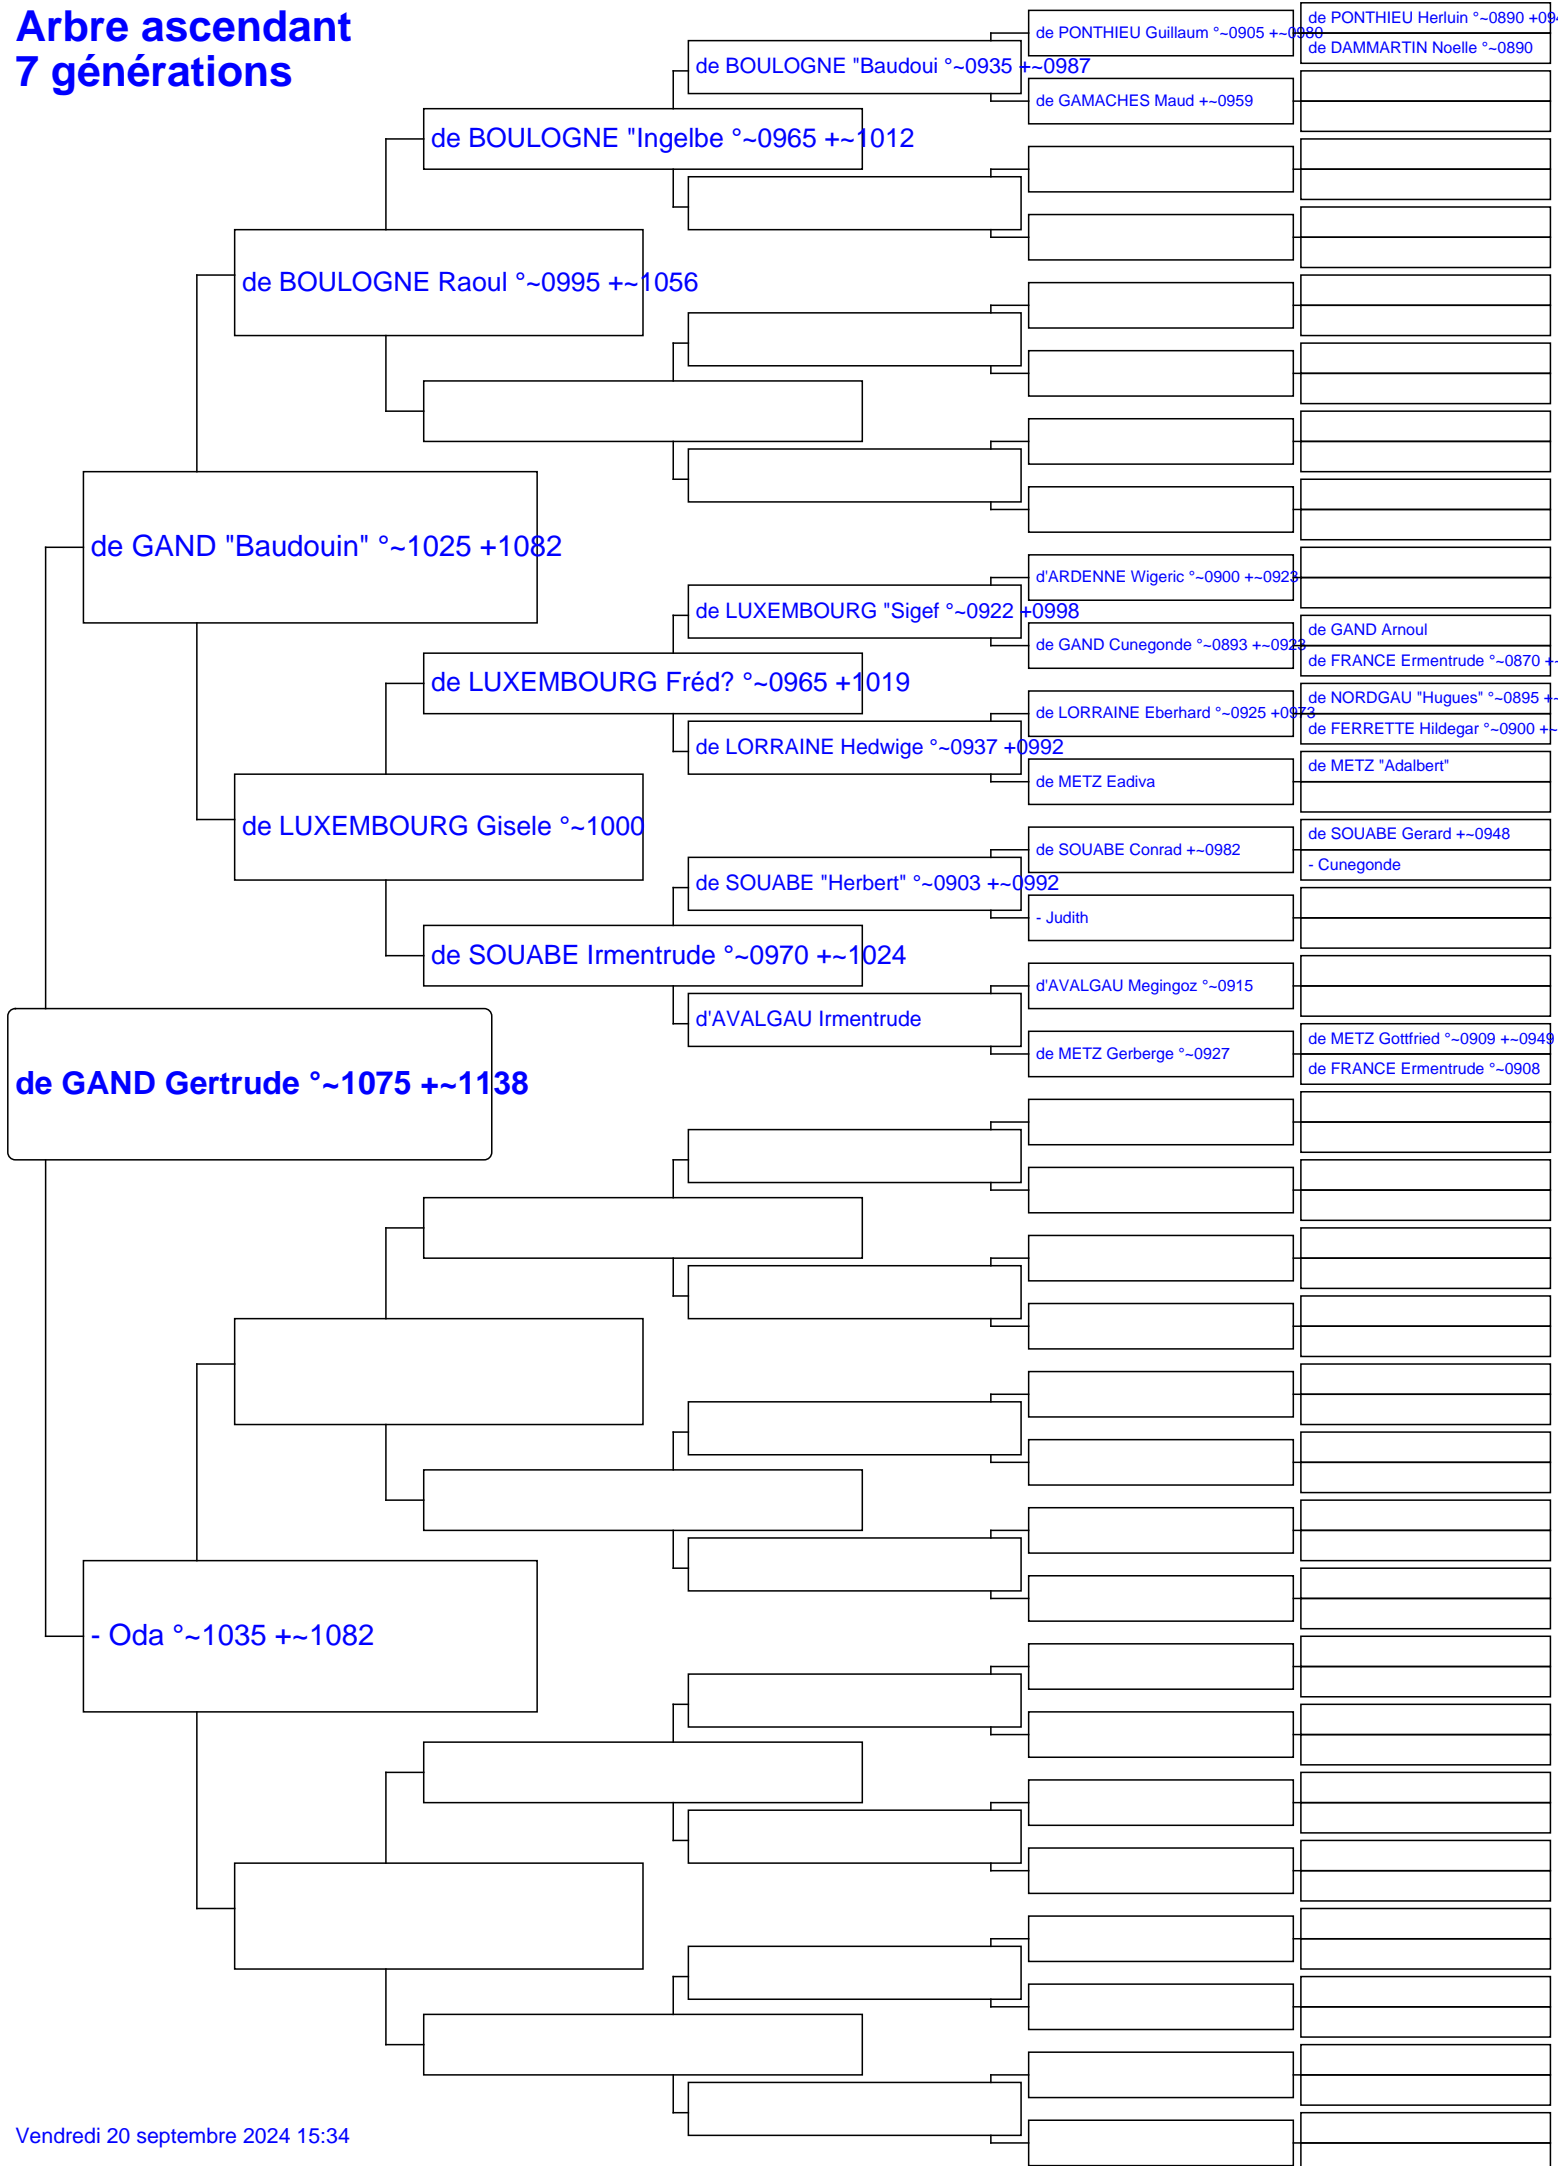 Arbre ascendant
7 générations
de PONTHIEU Herluin °~0890 +094
de PONTHIEU Guillaum °~0905 +~0980
de DAMMARTIN Noelle °~0890
de BOULOGNE "Baudoui °~0935 +~0987
de GAMACHES Maud +~0959
de BOULOGNE "Ingelbe °~0965 +~1012
de BOULOGNE Raoul °~0995 +~1056
de GAND "Baudouin" °~1025 +1082
d'ARDENNE Wigeric °~0900 +~0923
de LUXEMBOURG "Sigef °~0922 +0998
de GAND Arnoul
de GAND Cunegonde °~0893 +~0923
de FRANCE Ermentrude °~0870 +~
de LUXEMBOURG Fréd? °~0965 +1019
de NORDGAU "Hugues" °~0895 +~
de LORRAINE Eberhard °~0925 +0973
de FERRETTE Hildegar °~0900 +~
de LORRAINE Hedwige °~0937 +0992
de METZ "Adalbert"
de METZ Eadiva
de LUXEMBOURG Gisele °~1000
de SOUABE Gerard +~0948
de SOUABE Conrad +~0982
- Cunegonde
de SOUABE "Herbert" °~0903 +~0992
- Judith
de SOUABE Irmentrude °~0970 +~1024
d'AVALGAU Megingoz °~0915
d'AVALGAU Irmentrude
de METZ Gottfried °~0909 +~0949
de METZ Gerberge °~0927
de FRANCE Ermentrude °~0908
de GAND Gertrude °~1075 +~1138
- Oda °~1035 +~1082
Vendredi 20 septembre 2024 15:34